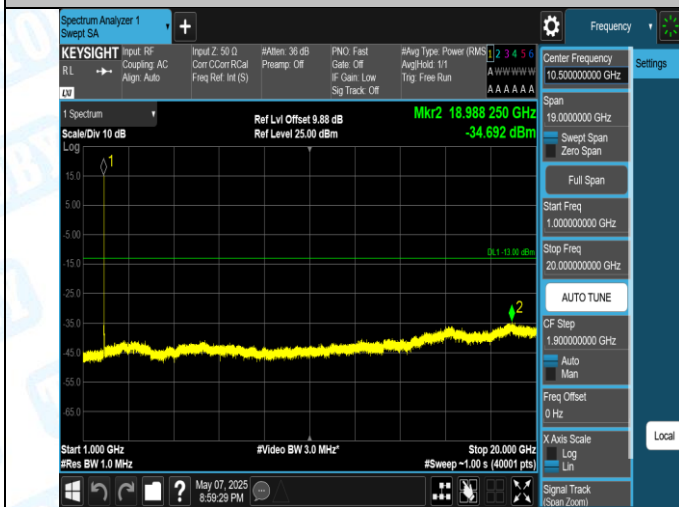 Spectrum Analyzer 1
Swept SA
+
Frequency
KEYSIGHT
RL
LXI
Input: RF
Coupling: AC
Align: Auto
Input Z: 50 Ω
Corr CCorr RCal
Freq Ref: Int (S)
#Atten: 36 dB
Preamp: Off
PNO: Fast
Gate: Off
IF Gain: Low
Sig Track: Off
#Avg Type: Power (RMS
Avg|Hold: 1/1
Trig: Free Run
1 2 3 4 5 6
A W W W W W
A A A A A A
1 Spectrum
Scale/Div 10 dB
Log
Ref Lvl Offset 9.88 dB
Ref Level 25.00 dBm
Mkr2 18.988 250 GHz
-34.692 dBm
1
15.0
5.00
-5.00
DL1 -13.00 dBm
-15.0
-25.0
2
-35.0
-45.0
-55.0
-65.0
Start 1.000 GHz
#Res BW 1.0 MHz
#Video BW 3.0 MHz*
Stop 20.000 GHz
#Sweep ~1.00 s (40001 pts)
?
May 07, 2025
8:59:29 PM
Center Frequency
10.500000000 GHz
Settings
Span
19.0000000 GHz
Swept Span
Zero Span
Full Span
Start Freq
1.000000000 GHz
Stop Freq
20.000000000 GHz
AUTO TUNE
CF Step
1.900000000 GHz
Auto
Man
Freq Offset
0 Hz
X Axis Scale
Log
Lin
Local
Signal Track
(Span Zoom)